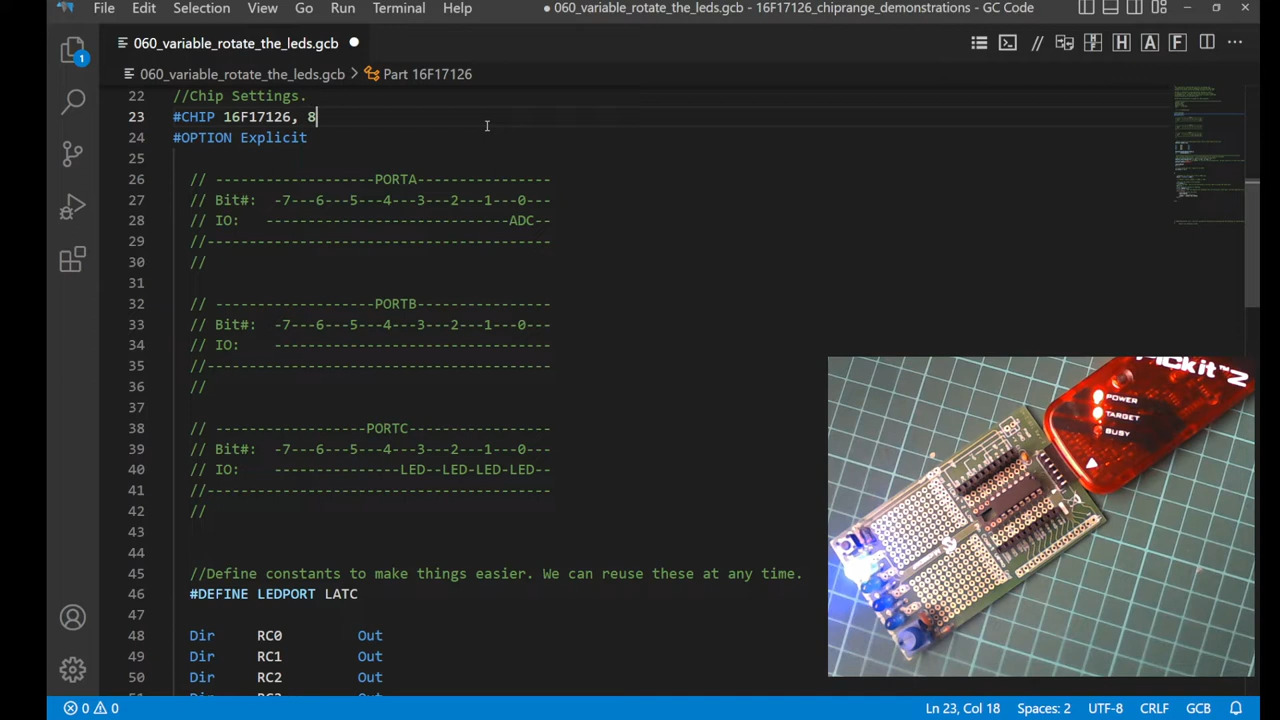 File Edit Selection View Go Run Terminal Help ● 060_variable_rotate_the_leds.gcb - 16F17126_chiprange_demonstrations - GC Code
060_variable_rotate_the_leds.gcb ●
060_variable_rotate_the_leds.gcb > Part 16F17126
1
22 //Chip Settings.
23 #CHIP 16F17126, 8
24 #OPTION Explicit
25
26 // -------------------PORTA----------------
27 // Bit#: -7---6---5---4---3---2---1---0---
28 // IO: -----------------------------ADC--
29 //-----------------------------------------
30 //
31
32 // -------------------PORTB----------------
33 // Bit#: -7---6---5---4---3---2---1---0---
34 // IO: ---------------------------------
35 //-----------------------------------------
36 //
37
38 // ------------------PORTC-----------------
39 // Bit#: -7---6---5---4---3---2---1---0---
40 // IO: ---------------LED--LED-LED-LED--
41 //-----------------------------------------
42 //
43
44
45 //Define constants to make things easier. We can reuse these at any time.
46 #DEFINE LEDPORT LATC
47
48 Dir RC0 Out
49 Dir RC1 Out
50 Dir RC2 Out
PICkit™ 2
POWER
TARGET
BUSY
0 0 Ln 23, Col 18 Spaces: 2 UTF-8 CRLF GCB